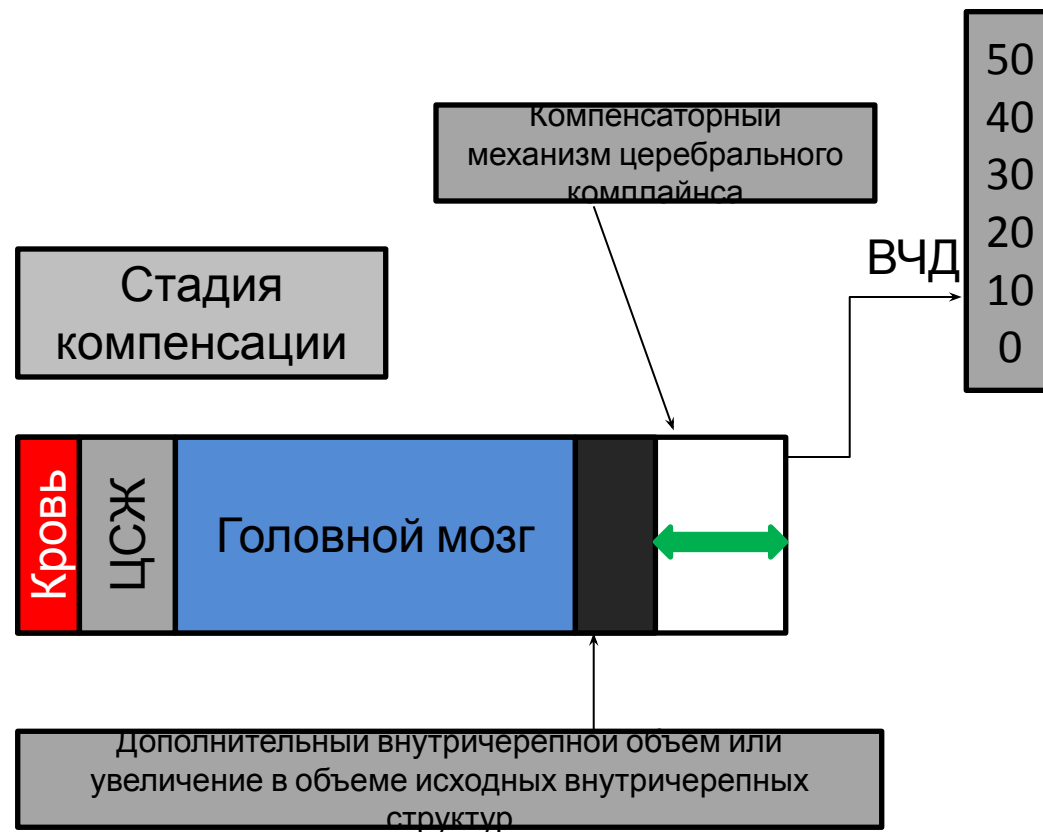 50
40
30
20
10
0
Компенсаторный
механизм церебрального
комплайнса
ВЧД
Стадия
компенсации
Кровь
ЦСЖ
Головной мозг
Дополнительный внутричерепной объем или
увеличение в объеме исходных внутричерепных
структур